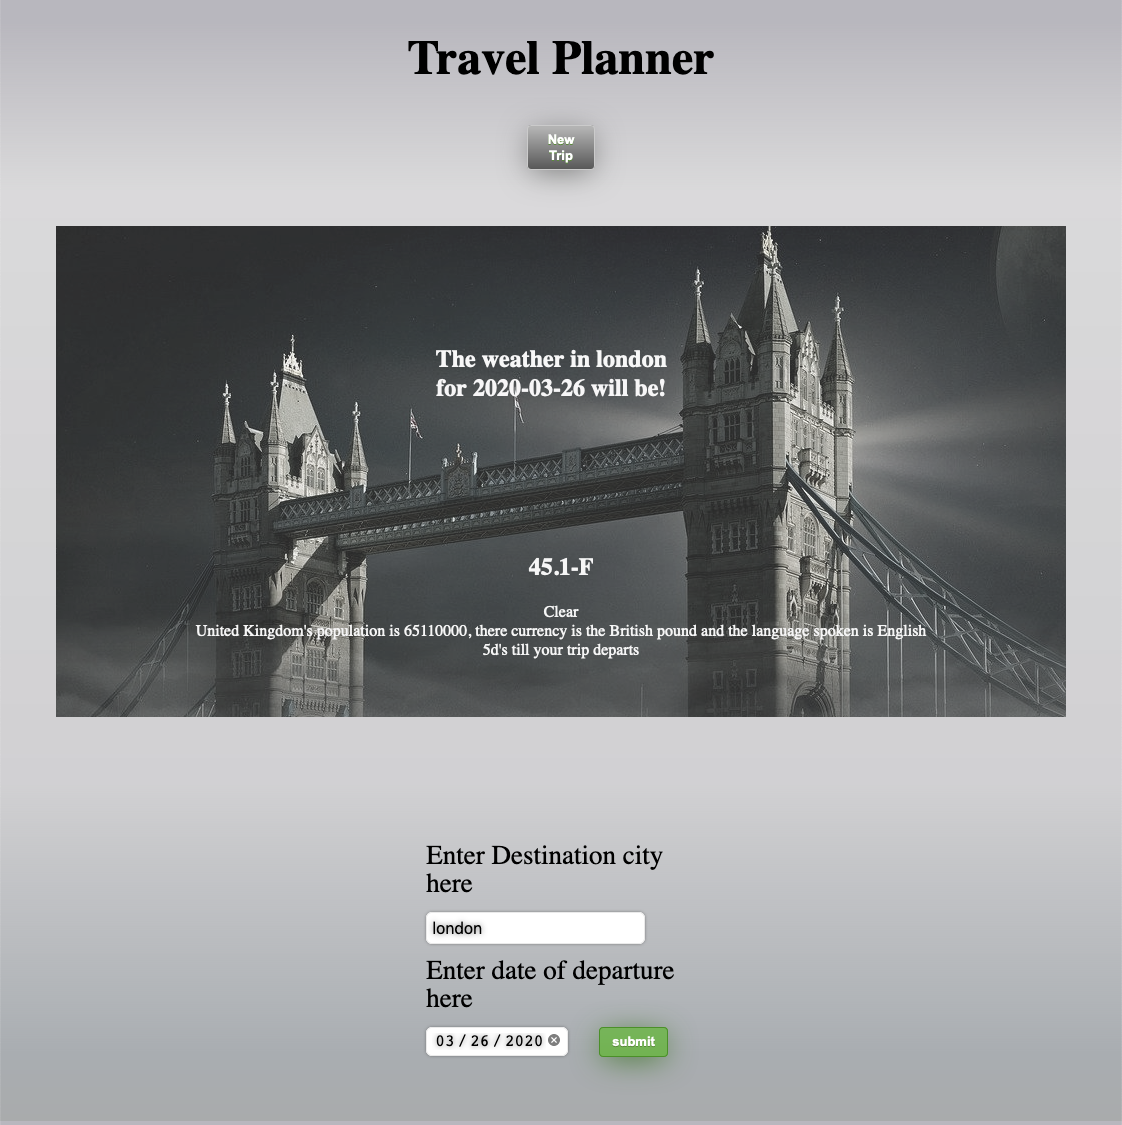 Travel Planner
New
Trip
The weather in london
for 2020-03-26 will be!
45.1-F
Clear
United Kingdom's population is 65110000, there currency is the British pound and the language spoken is English
5d's till your trip departs
Enter Destination city
here
london
Enter date of departure
here
03 / 26 / 2020
submit